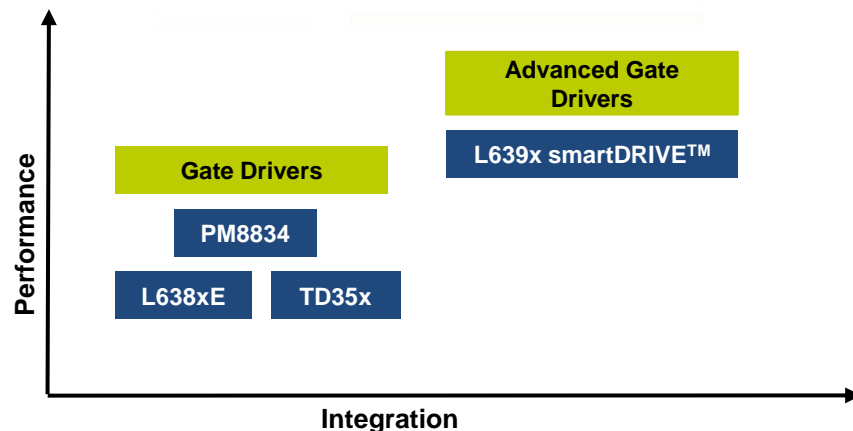 Performance
Advanced Gate
Drivers
L639x smartDRIVE™
Gate Drivers
PM8834
L638xE
TD35x
Integration